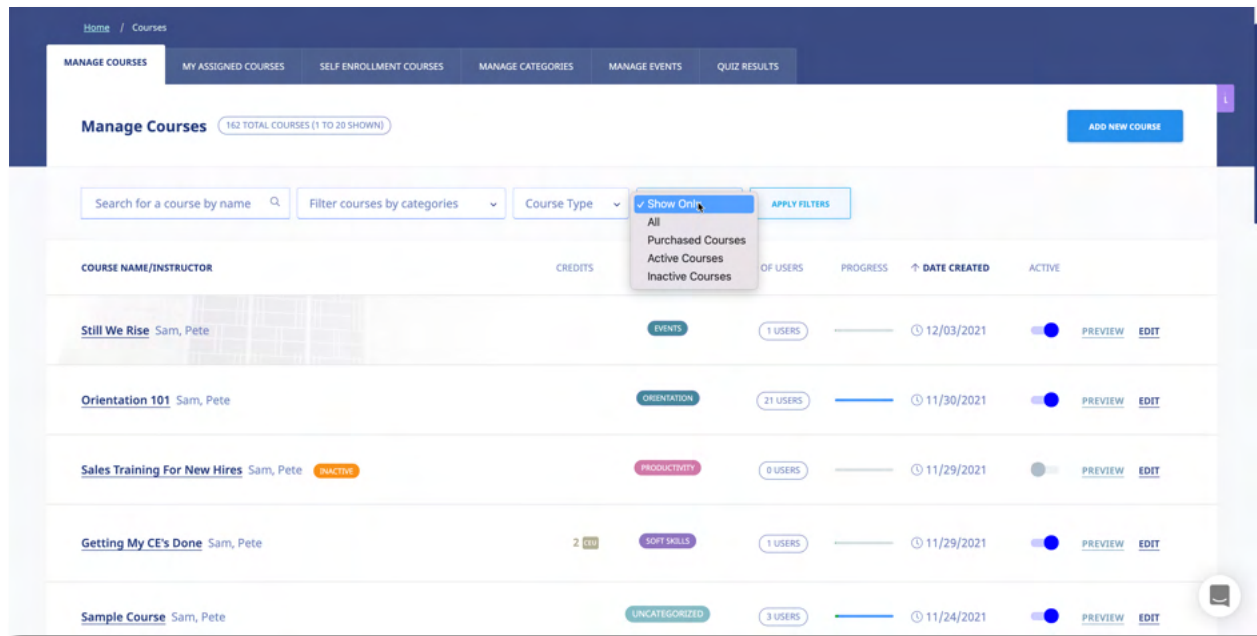 Home / Courses
MANAGE COURSES MY ASSIGNED COURSES SELF ENROLLMENT COURSES MANAGE CATEGORIES MANAGE EVENTS QUIZ RESULTS
i
Manage Courses 162 TOTAL COURSES (1 TO 20 SHOWN) ADD NEW COURSE
Search for a course by name Filter courses by categories Course Type ✓ Show Only APPLY FILTERS
All
Purchased Courses
Active Courses
Inactive Courses
COURSE NAME/INSTRUCTOR CREDITS OF USERS PROGRESS ↑ DATE CREATED ACTIVE
Still We Rise Sam, Pete EVENTS 1 USERS 12/03/2021 PREVIEW EDIT
Orientation 101 Sam, Pete ORIENTATION 21 USERS 11/30/2021 PREVIEW EDIT
Sales Training For New Hires Sam, Pete INACTIVE PRODUCTIVITY 0 USERS 11/29/2021 PREVIEW EDIT
Getting My CE's Done Sam, Pete 2 CEU SOFT SKILLS 1 USERS 11/29/2021 PREVIEW EDIT
Sample Course Sam, Pete UNCATEGORIZED 3 USERS 11/24/2021 PREVIEW EDIT